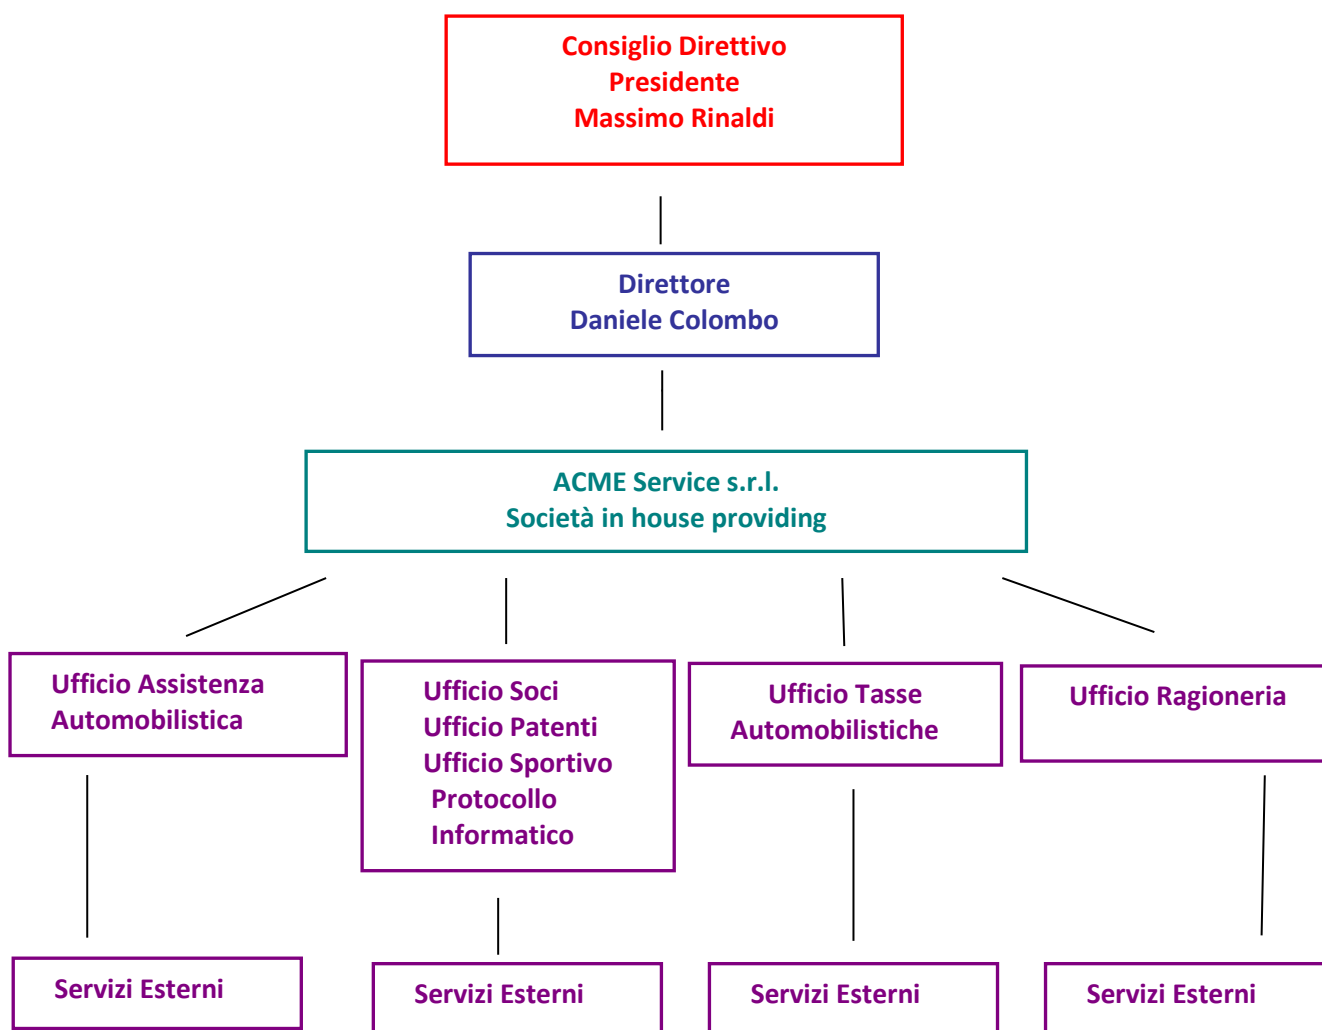 Consiglio Direttivo
Presidente
Massimo Rinaldi
Direttore
Daniele Colombo
ACME Service s.r.l.
Società in house providing
Ufficio Assistenza
Automobilistica
Ufficio Soci
Ufficio Patenti
Ufficio Sportivo
Protocollo
Informatico
Ufficio Tasse
Automobilistiche
Ufficio Ragioneria
Servizi Esterni
Servizi Esterni
Servizi Esterni
Servizi Esterni